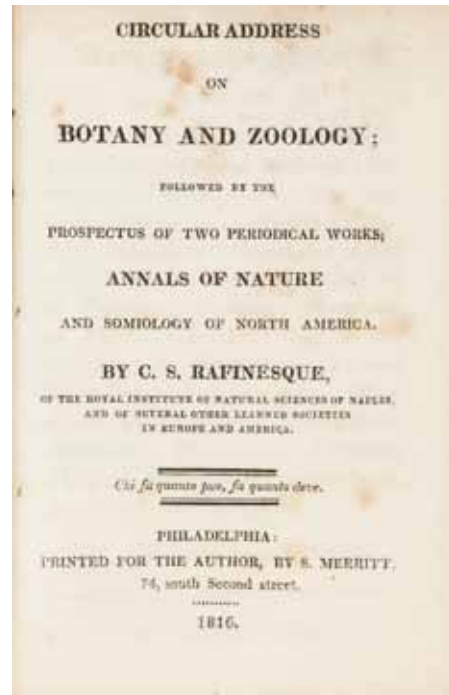 CIRCULAR ADDRESS
ON
BOTANY AND ZOOLOGY;
FOLLOWED BY THE
PROSPECTUS OF TWO PERIODICAL WORKS;
ANNALS OF NATURE
AND SOMIOLOGY OF NORTH AMERICA.
BY C. S. RAFINESQUE,
OF THE ROYAL INSTITUTE OF NATURAL SCIENCES OF NAPLES,
AND OF SEVERAL OTHER LEARNED SOCIETIES
IN EUROPE AND AMERICA.
Chi fa quanto puo, fa quanto deve.
PHILADELPHIA:
PRINTED FOR THE AUTHOR, BY S. MERRITT,
74, south Second street.
1816.